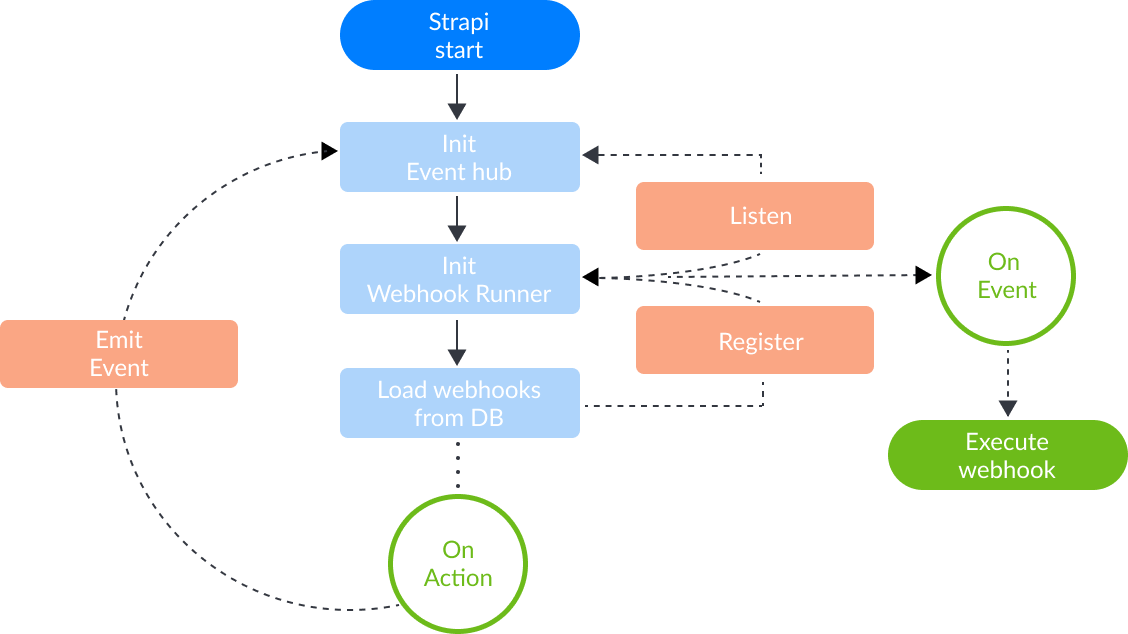 Strapi
start
Init
Event hub
Listen
Init
Webhook Runner
On
Event
Emit
Event
Register
Load webhooks
from DB
Execute
webhook
On
Action